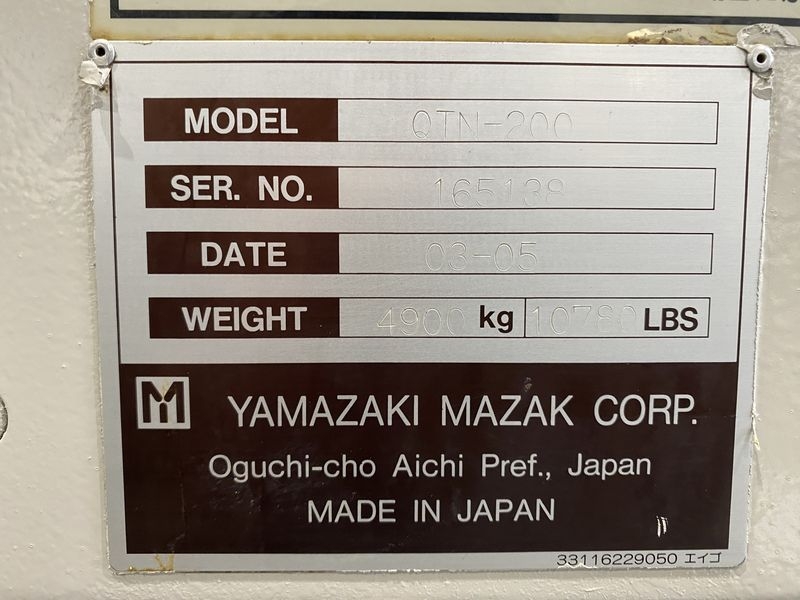 MODEL QTN-200
SER. NO. 165138
DATE 03-05
WEIGHT 4900 kg 10780 LBS
YAMAZAKI MAZAK CORP.
Oguchi-cho Aichi Pref., Japan
MADE IN JAPAN
33116229050 エイゴ